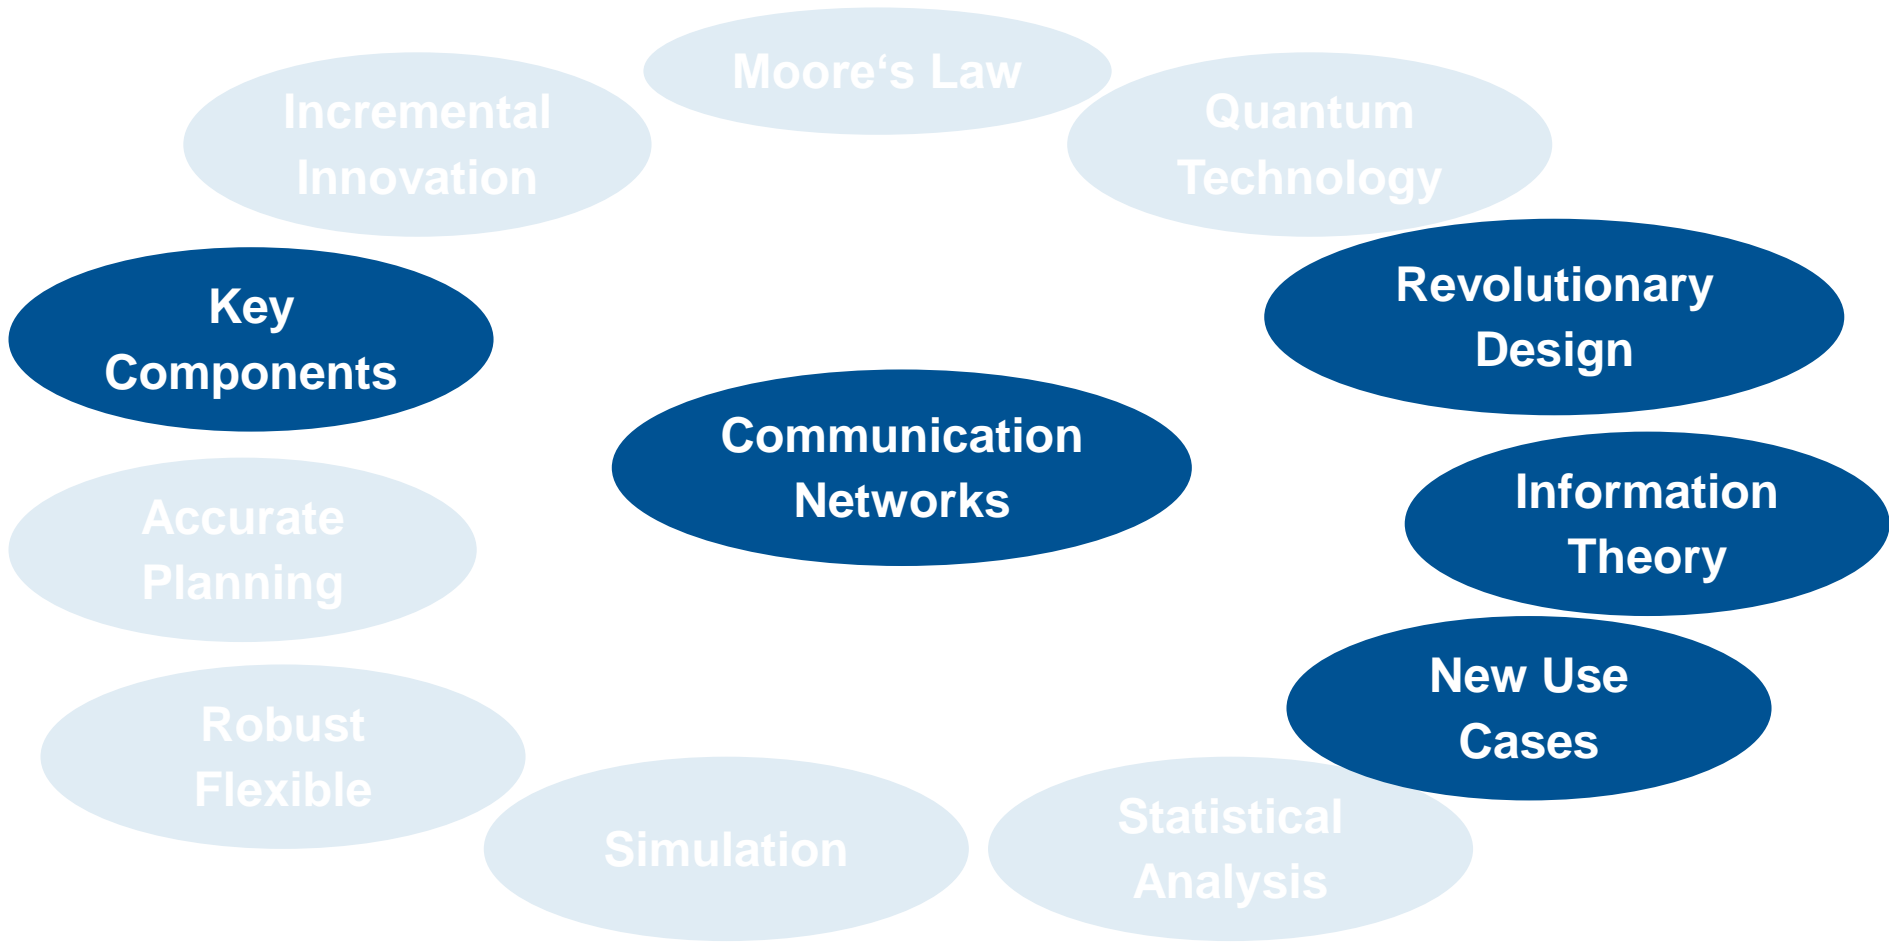 Moore‘s Law
Incremental
Innovation
Quantum
Technology
Key
Components
Revolutionary
Design
Communication
Networks
Accurate
Planning
Information
Theory
Robust
Flexible
New Use
Cases
Simulation
Statistical
Analysis